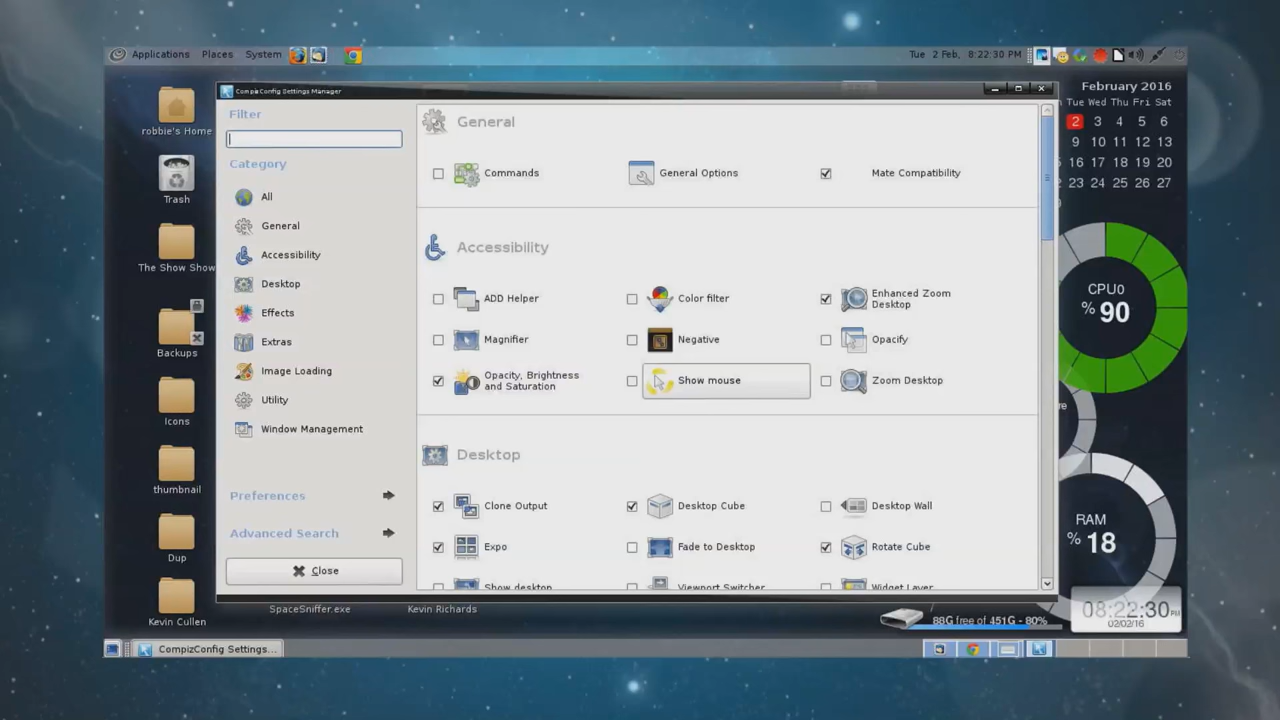 Applications Places System
Tue 2 Feb, 8:22:30 PM
robbie's Home
Trash
The Show Show
Backups
Icons
thumbnail
Dup
Kevin Cullen
CompizConfig Settings Manager
Filter
Category
All
General
Accessibility
Desktop
Effects
Extras
Image Loading
Utility
Window Management
Preferences
Advanced Search
Close
General
Commands
General Options
Mate Compatibility
Accessibility
ADD Helper
Color filter
Enhanced Zoom
Desktop
Magnifier
Negative
Opacify
Opacity, Brightness
and Saturation
Show mouse
Zoom Desktop
Desktop
Clone Output
Desktop Cube
Desktop Wall
Expo
Fade to Desktop
Rotate Cube
Show desktop
Viewport Switcher
Widget Layer
SpaceSniffer.exe
Kevin Richards
February 2016
Tue Wed Thu Fri Sat
2 3 4 5 6
9 10 11 12 13
16 17 18 19 20
23 24 25 26 27
CPU0
% 90
RAM
% 18
88G free of 451G - 80%
08:22:30 PM
02/02/16
CompizConfig Settings...